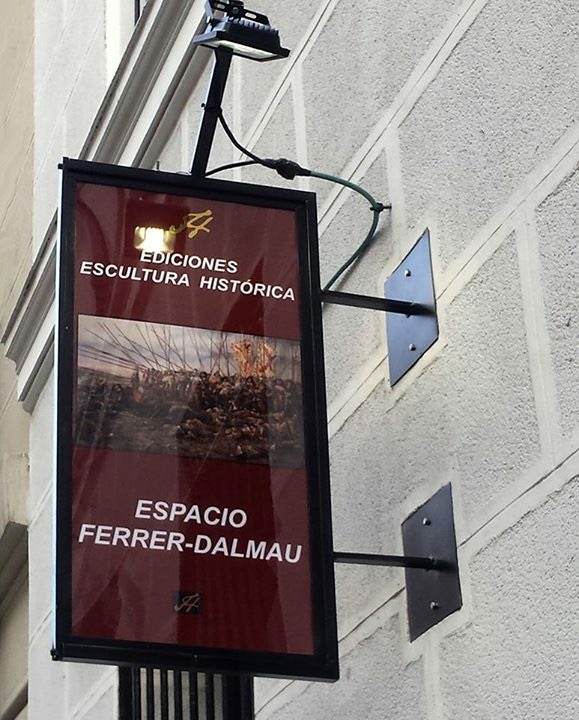 EDICIONES
ESCULTURA HISTÓRICA
ESPACIO
FERRER-DALMAU